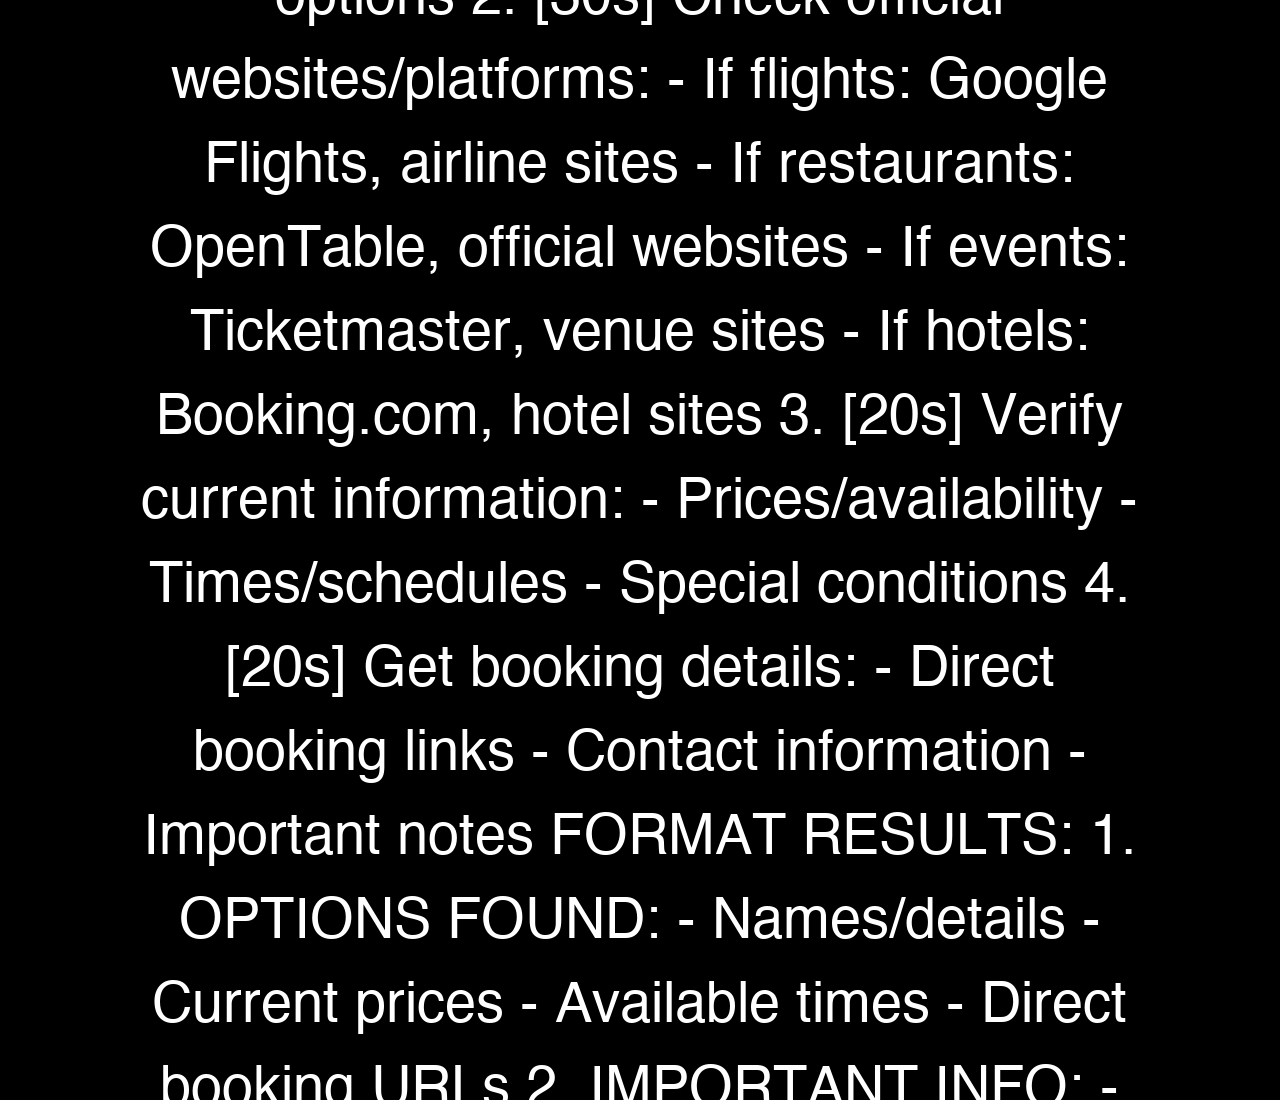 options 2. [30s] Check official
websites/platforms: - If flights: Google
Flights, airline sites - If restaurants:
OpenTable, official websites - If events:
Ticketmaster, venue sites - If hotels:
Booking.com, hotel sites 3. [20s] Verify
current information: - Prices/availability -
Times/schedules - Special conditions 4.
[20s] Get booking details: - Direct
booking links - Contact information -
Important notes FORMAT RESULTS: 1.
OPTIONS FOUND: - Names/details -
Current prices - Available times - Direct
booking URLs 2. IMPORTANT INFO: -